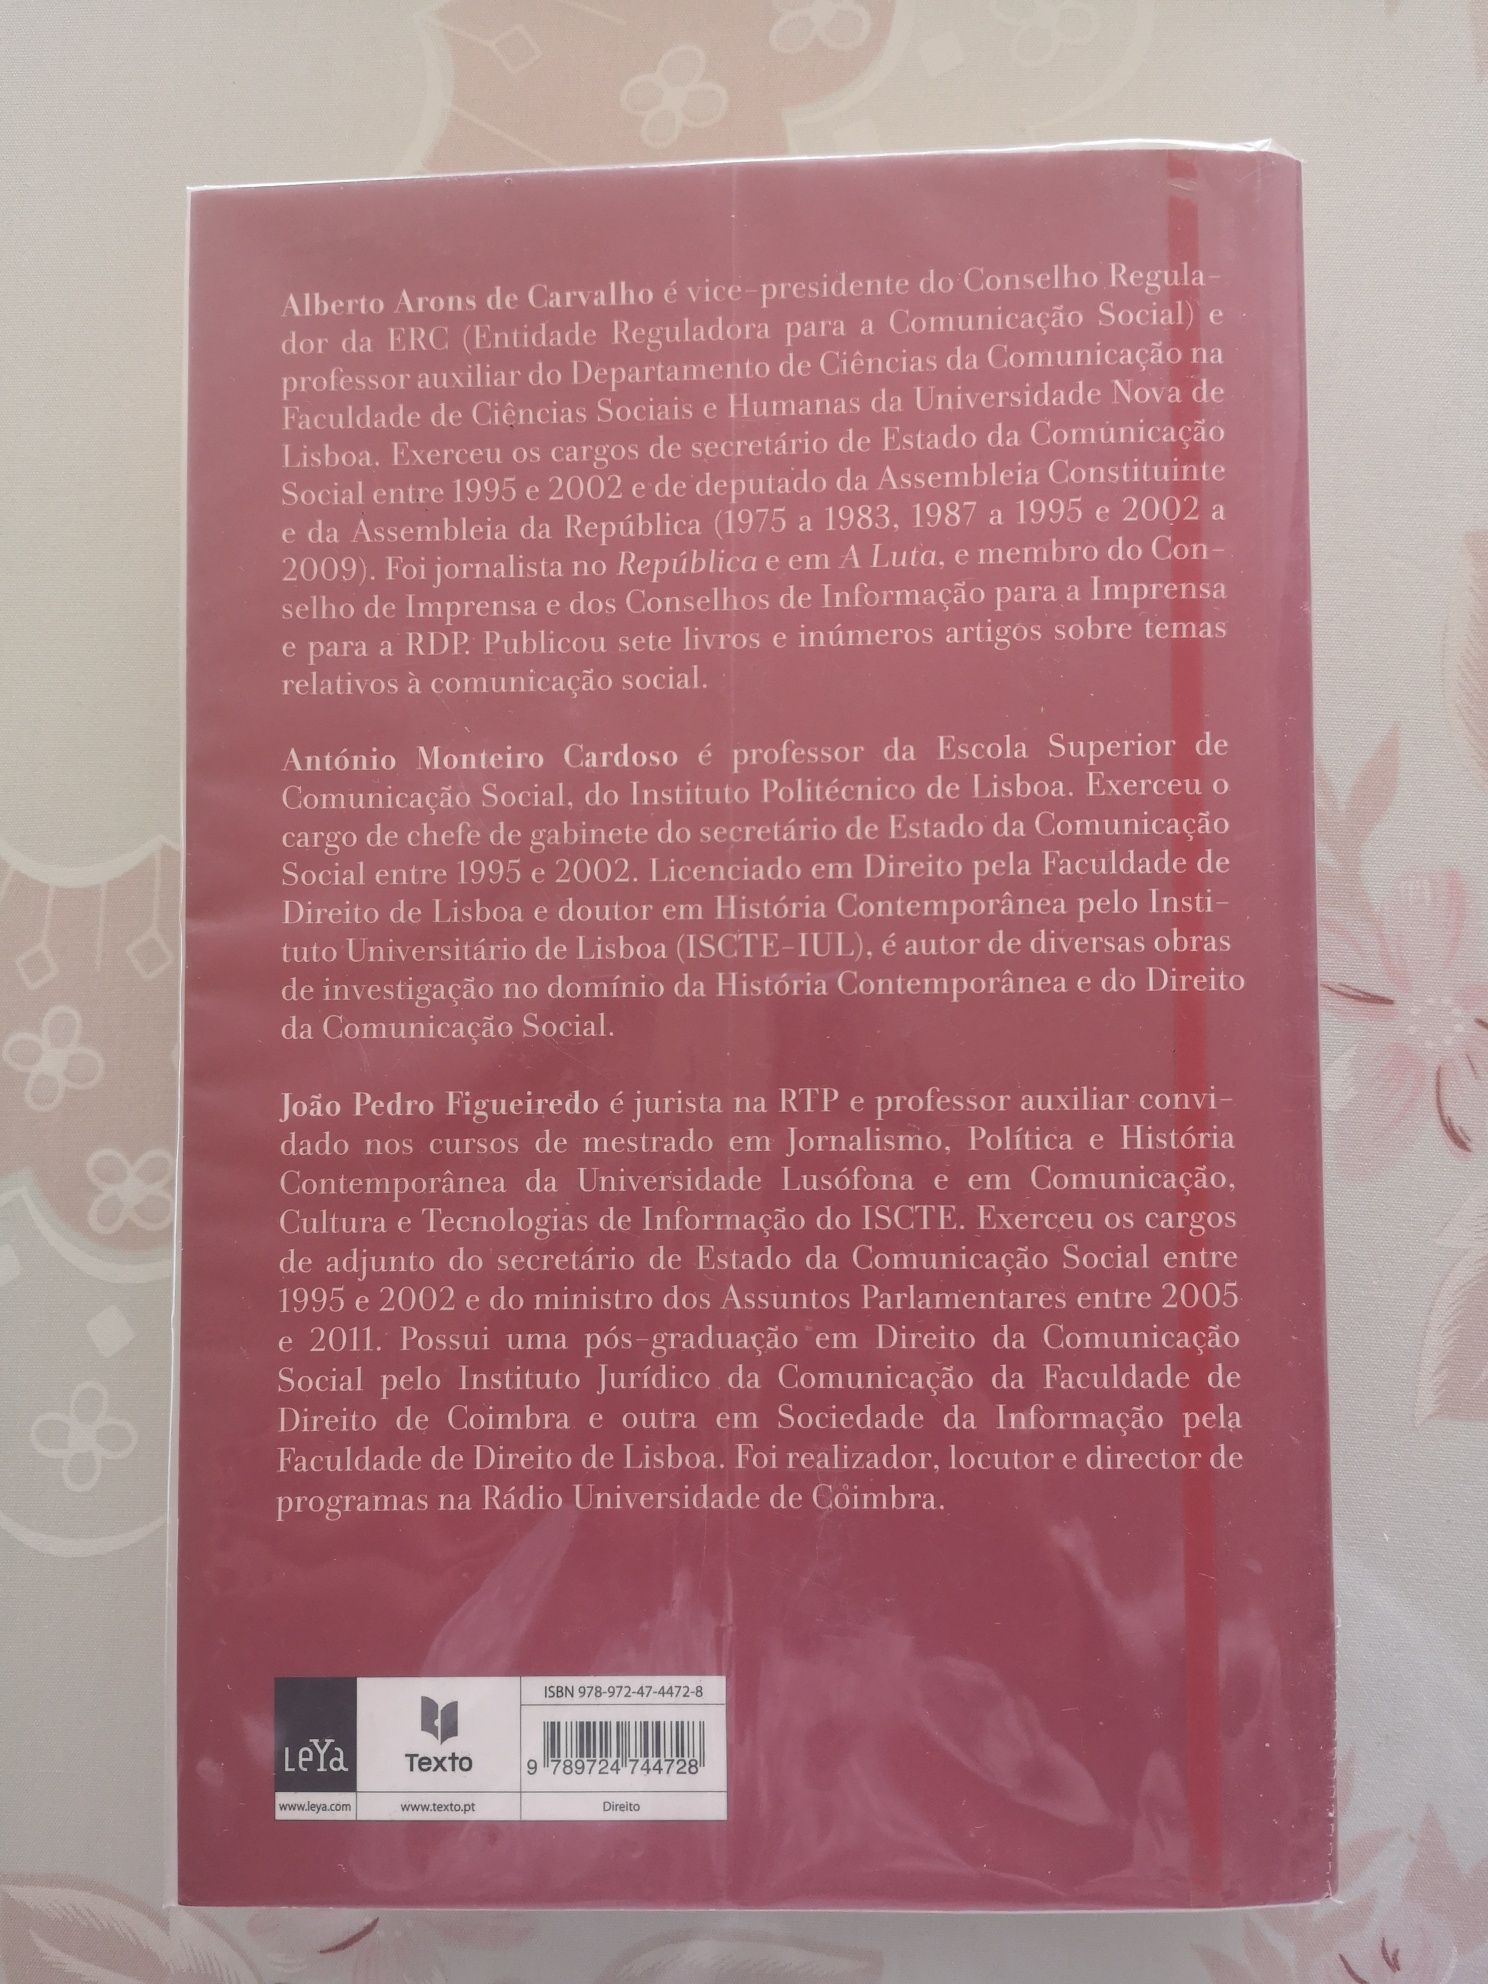 Alberto Arons de Carvalho é vice-presidente do Conselho Regula-
dor da ERC (Entidade Reguladora para a Comunicação Social) e
professor auxiliar do Departamento de Ciências da Comunicação na
Faculdade de Ciências Sociais e Humanas da Universidade Nova de
Lisboa. Exerceu os cargos de secretário de Estado da Comunicação
Social entre 1995 e 2002 e de deputado da Assembleia Constituinte
e da Assembleia da República (1975 a 1983, 1987 a 1995 e 2002 a
2009). Foi jornalista no República e em A Luta, e membro do Con-
selho de Imprensa e dos Conselhos de Informação para a Imprensa
e para a RDP. Publicou sete livros e inúmeros artigos sobre temas
relativos à comunicação social.
António Monteiro Cardoso é professor da Escola Superior de
Comunicação Social, do Instituto Politécnico de Lisboa. Exerceu o
cargo de chefe de gabinete do secretário de Estado da Comunicação
Social entre 1995 e 2002. Licenciado em Direito pela Faculdade de
Direito de Lisboa e doutor em História Contemporânea pelo Insti-
tuto Universitário de Lisboa (ISCTE-IUL), é autor de diversas obras
de investigação no domínio da História Contemporânea e do Direito
da Comunicação Social.
João Pedro Figueiredo é jurista na RTP e professor auxiliar convi-
dado nos cursos de mestrado em Jornalismo, Política e História
Contemporânea da Universidade Lusófona e em Comunicação,
Cultura e Tecnologias de Informação do ISCTE. Exerceu os cargos
de adjunto do secretário de Estado da Comunicação Social entre
1995 e 2002 e do ministro dos Assuntos Parlamentares entre 2005
e 2011. Possui uma pós-graduação em Direito da Comunicação
Social pelo Instituto Jurídico da Comunicação da Faculdade de
Direito de Coimbra e outra em Sociedade da Informação pela
Faculdade de Direito de Lisboa. Foi realizador, locutor e director de
programas na Rádio Universidade de Coimbra.
LeYa
www.leya.com
Texto
www.texto.pt
ISBN 978-972-47-4472-8
9 789724 744728
Direito